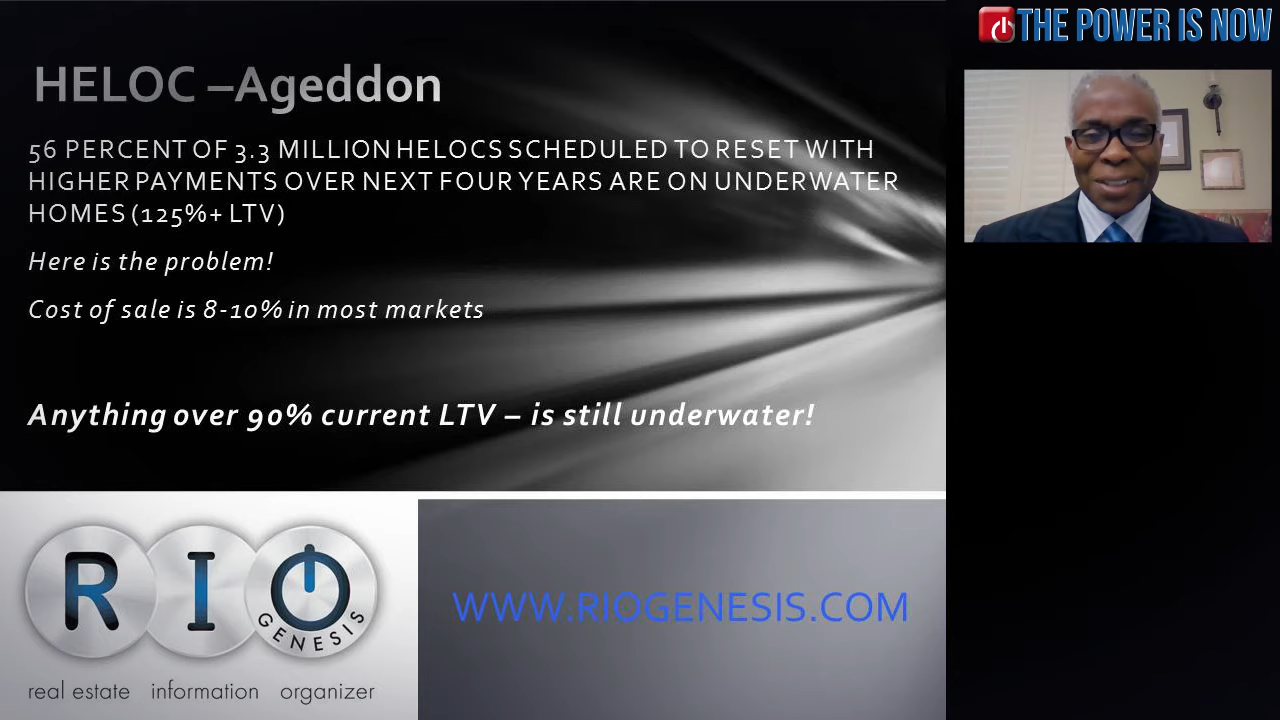 HELOC –Ageddon
56 PERCENT OF 3.3 MILLION HELOCS SCHEDULED TO RESET WITH
HIGHER PAYMENTS OVER NEXT FOUR YEARS ARE ON UNDERWATER
HOMES (125%+ LTV)
Here is the problem!
Cost of sale is 8-10% in most markets
Anything over 90% current LTV – is still underwater!
THE POWER IS NOW
R I O
GENESIS
real estate information organizer
WWW.RIOGENESIS.COM